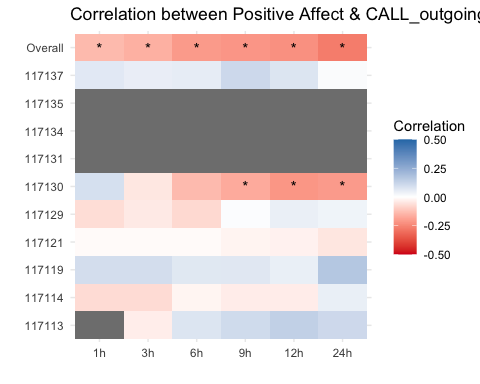 Correlation between Positive Affect & CALL_outgoing
Overall * * * * * *
117137
117135
117134
117131
117130 * * *
117129
117121
117119
117114
117113
1h 3h 6h 9h 12h 24h
Correlation
0.50
0.25
0.00
-0.25
-0.50